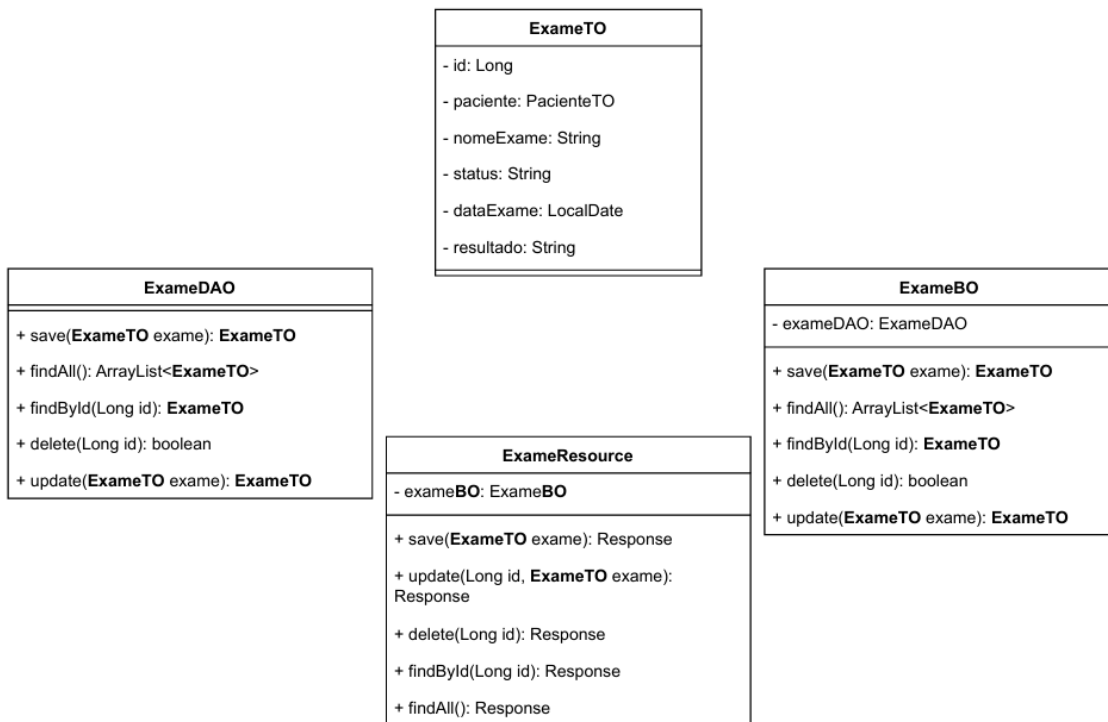 ExameTO
- id: Long
- paciente: PacienteTO
- nomeExame: String
- status: String
- dataExame: LocalDate
- resultado: String
ExameDAO
+ save(ExameTO exame): ExameTO
+ findAll(): ArrayList<ExameTO>
+ findById(Long id): ExameTO
+ delete(Long id): boolean
+ update(ExameTO exame): ExameTO
ExameBO
- exameDAO: ExameDAO
+ save(ExameTO exame): ExameTO
+ findAll(): ArrayList<ExameTO>
+ findById(Long id): ExameTO
+ delete(Long id): boolean
+ update(ExameTO exame): ExameTO
ExameResource
- exameBO: ExameBO
+ save(ExameTO exame): Response
+ update(Long id, ExameTO exame):
Response
+ delete(Long id): Response
+ findById(Long id): Response
+ findAll(): Response